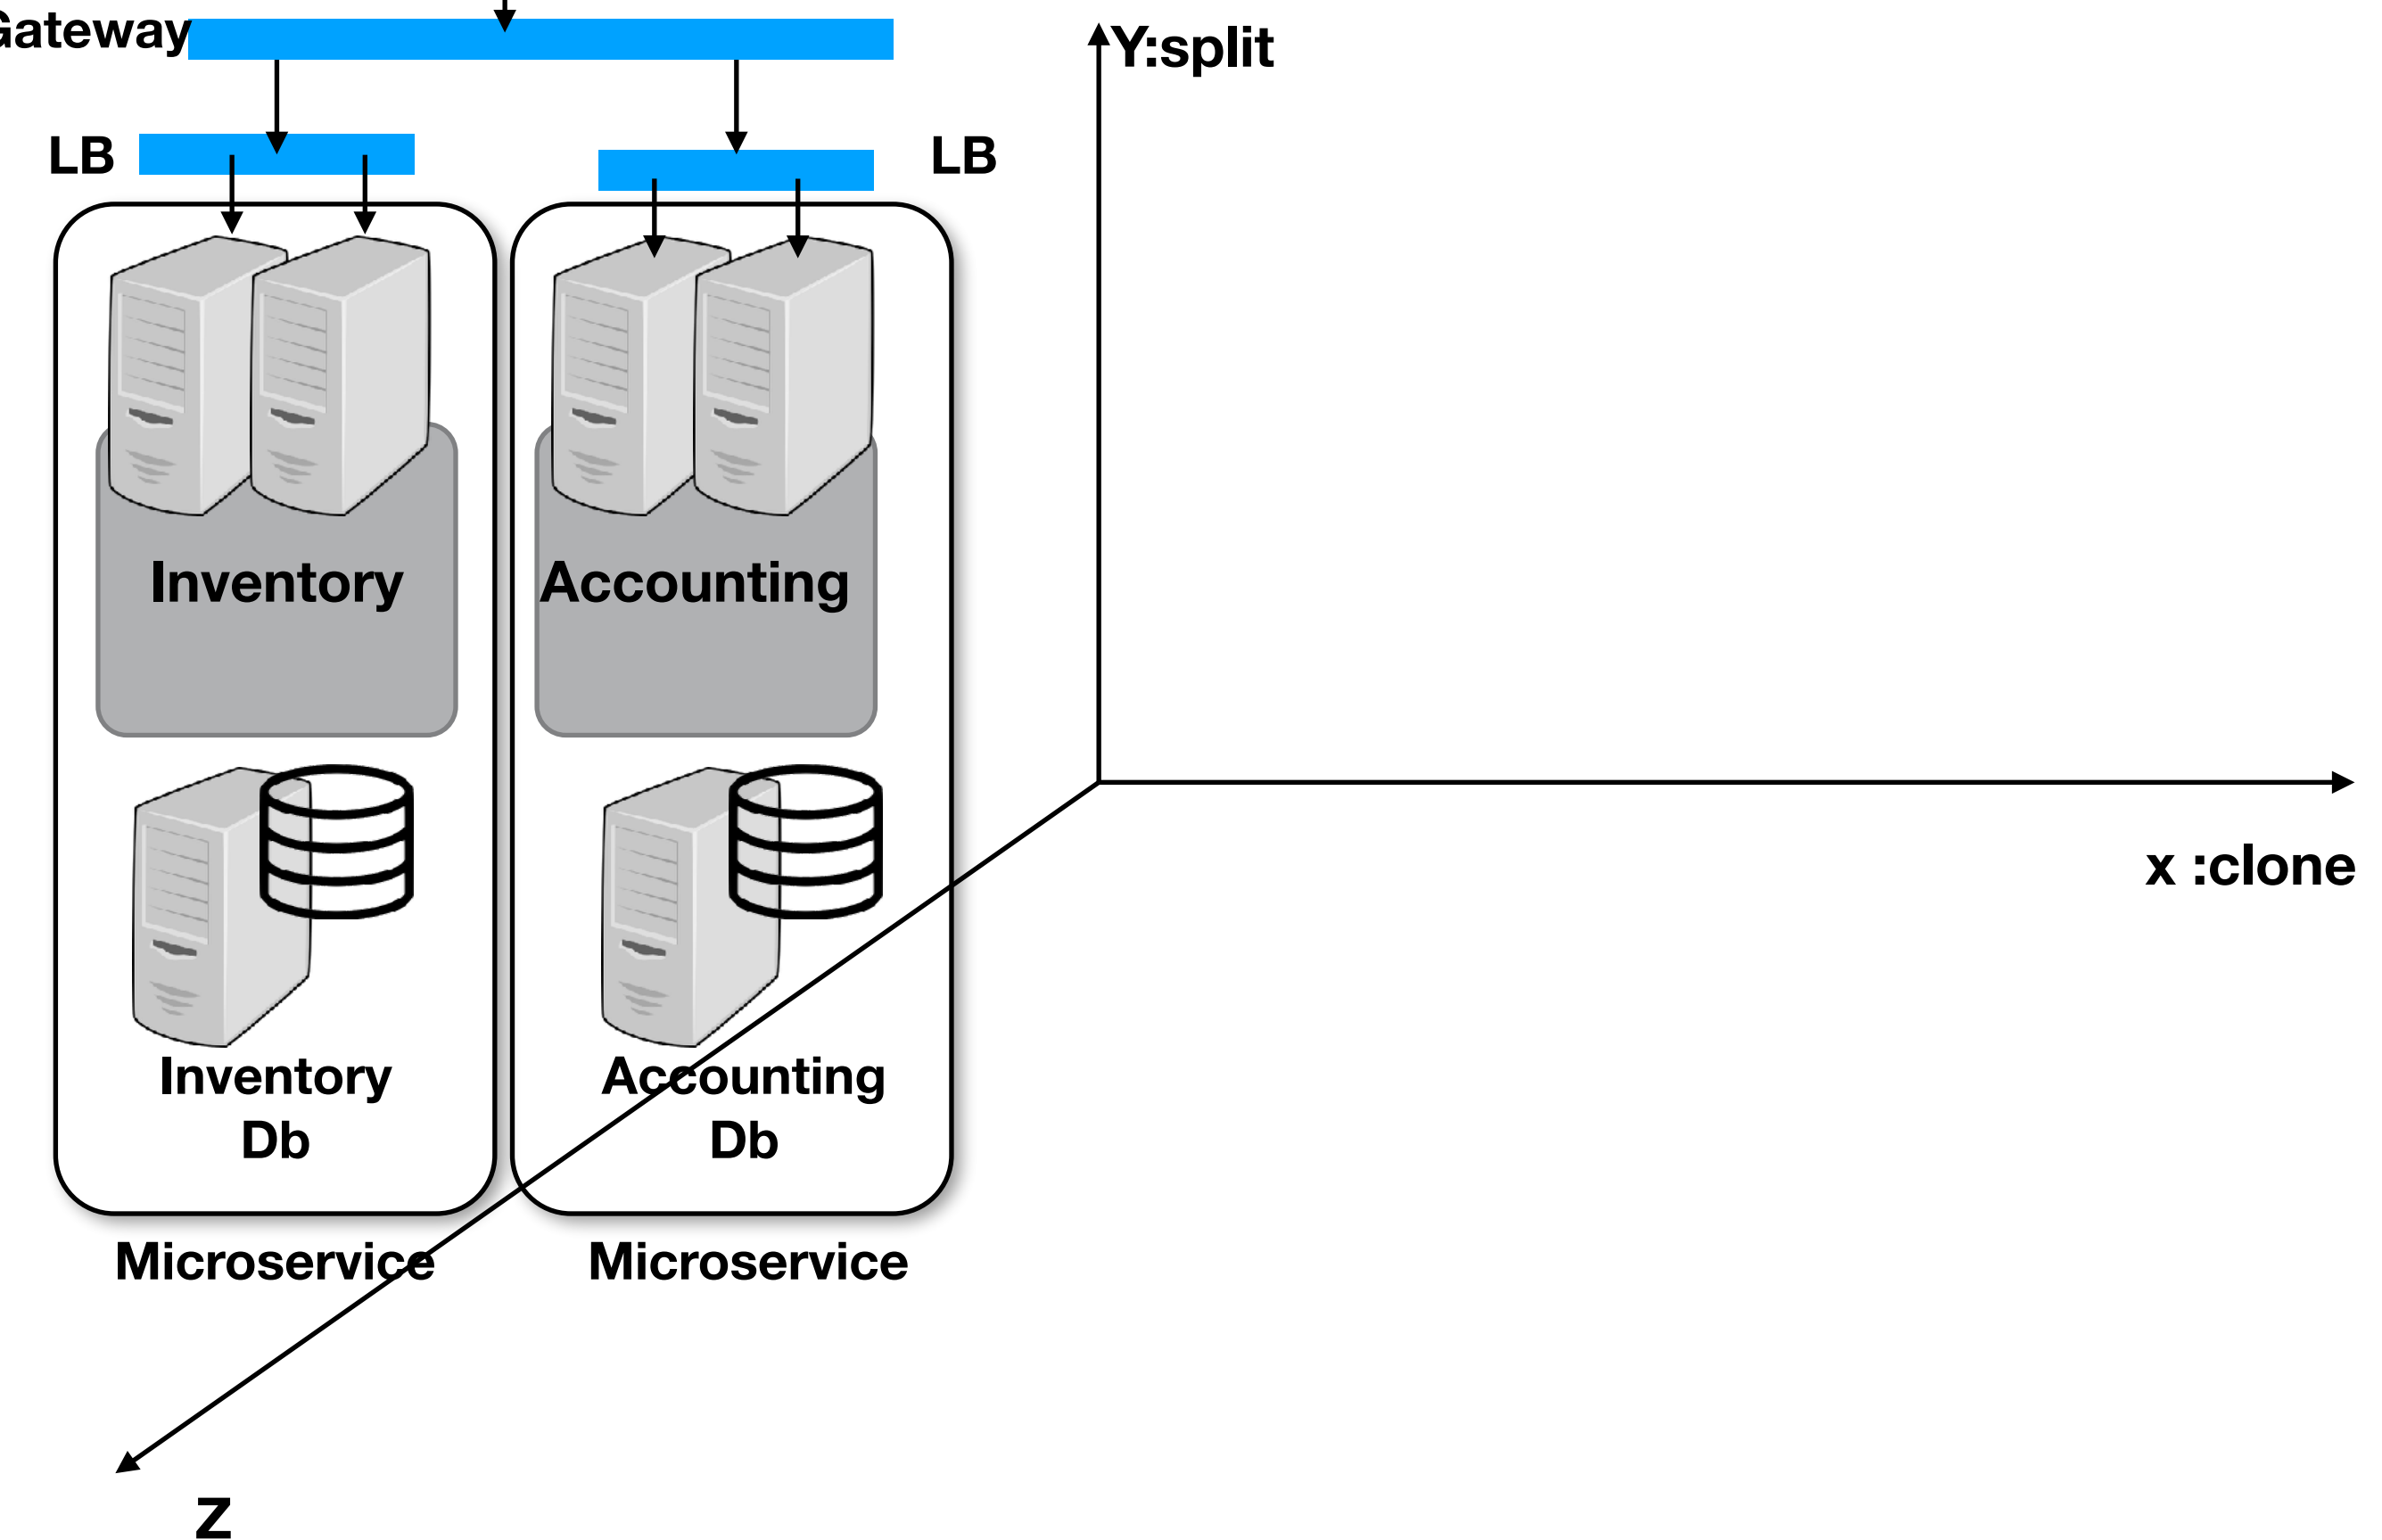 Gateway
Y:split
LB
LB
Inventory
Accounting
x :clone
Inventory
Db
Accounting
Db
Microservice
Microservice
Z